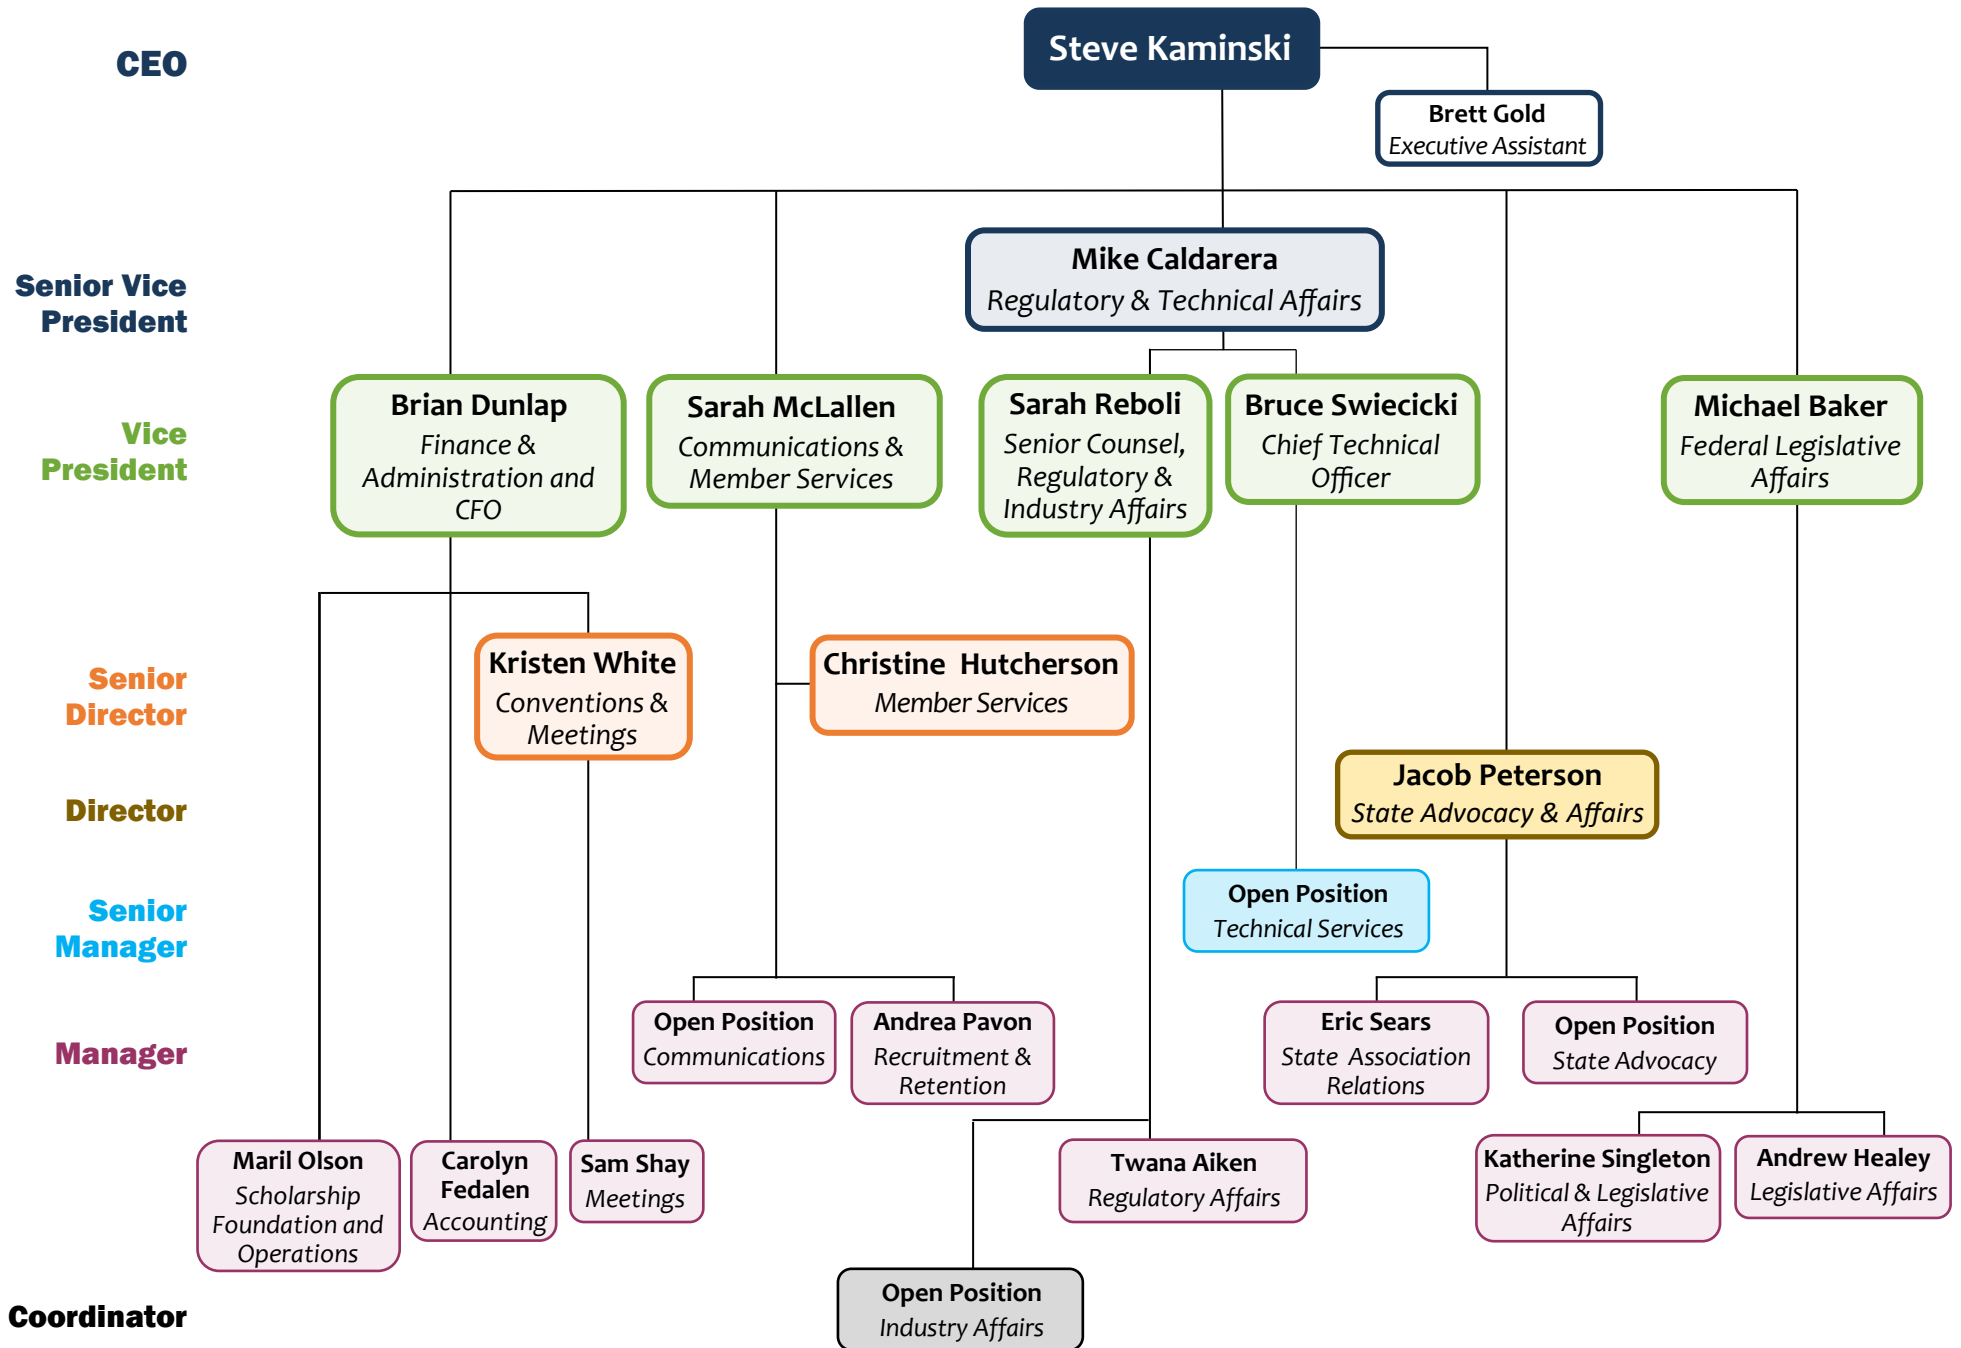 CEO
Steve Kaminski
Brett Gold
Executive Assistant
Senior Vice
President
Mike Caldarera
Regulatory & Technical Affairs
Vice
President
Brian Dunlap
Finance &
Administration and
CFO
Sarah McLallen
Communications &
Member Services
Sarah Reboli
Senior Counsel,
Regulatory &
Industry Affairs
Bruce Swiecicki
Chief Technical
Officer
Michael Baker
Federal Legislative
Affairs
Senior
Director
Kristen White
Conventions &
Meetings
Christine Hutcherson
Member Services
Director
Jacob Peterson
State Advocacy & Affairs
Senior
Manager
Open Position
Technical Services
Manager
Open Position
Communications
Andrea Pavon
Recruitment &
Retention
Eric Sears
State Association
Relations
Open Position
State Advocacy
Maril Olson
Scholarship
Foundation and
Operations
Carolyn
Fedalen
Accounting
Sam Shay
Meetings
Twana Aiken
Regulatory Affairs
Katherine Singleton
Political & Legislative
Affairs
Andrew Healey
Legislative Affairs
Coordinator
Open Position
Industry Affairs